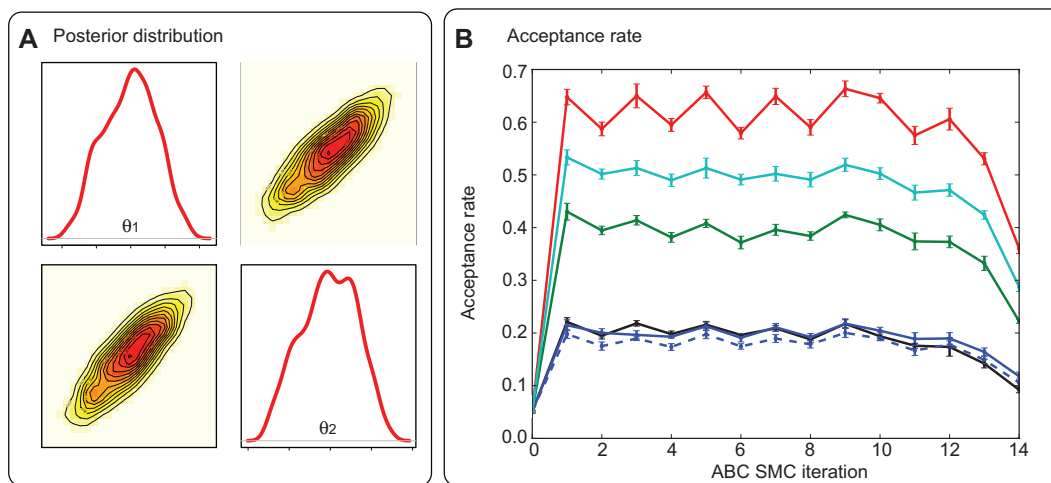 A Posterior distribution
θ1
θ2
B Acceptance rate
Acceptance rate
0.7
0.6
0.5
0.4
0.3
0.2
0.1
0.0
0 2 4 6 8 10 12 14
ABC SMC iteration